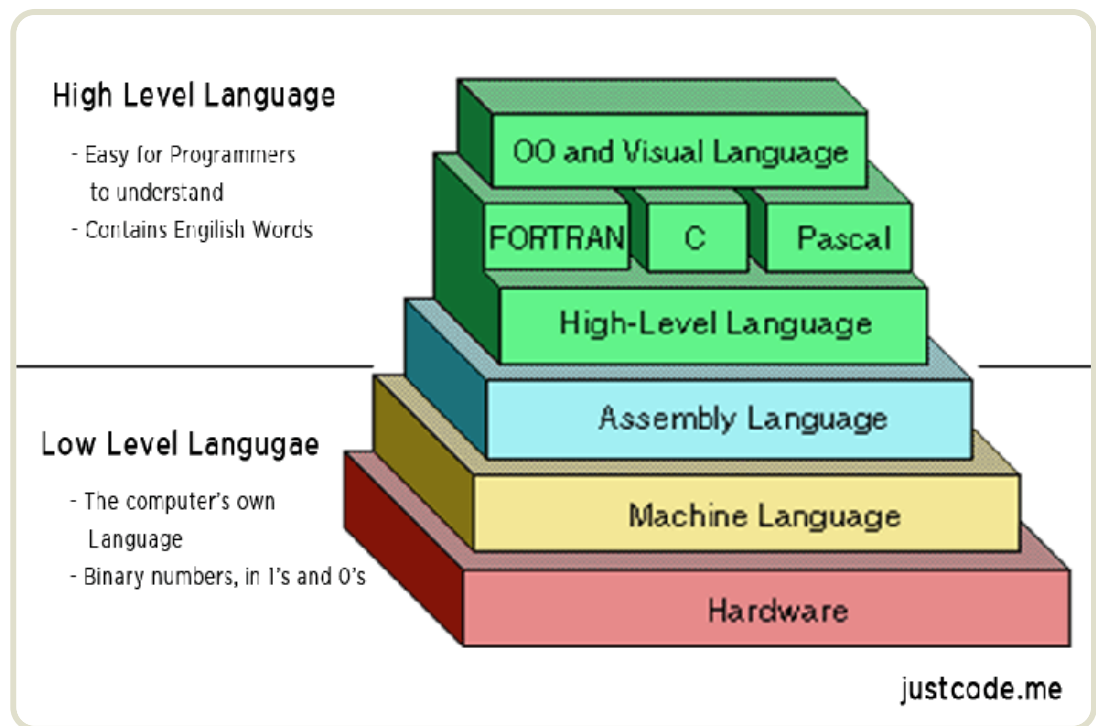 High Level Language
- Easy for Programmers
to understand
- Contains Engilish Words
OO and Visual Language
FORTRAN
C
Pascal
High-Level Language
Assembly Language
Low Level Langugae
- The computer's own
Language
- Binary numbers, in 1's and 0's
Machine Language
Hardware
justcode.me